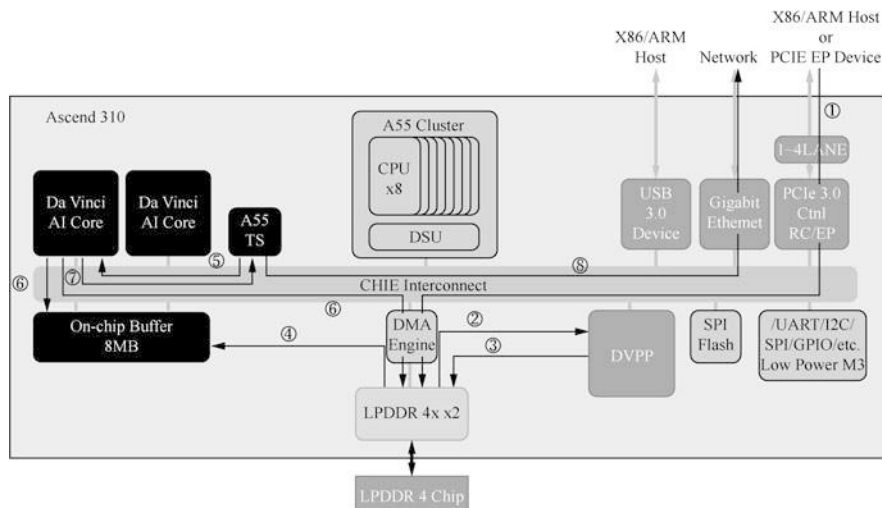 X86/ARM Host
or
PCIE EP Device
X86/ARM
Host
Network
①
Ascend 310
A55 Cluster
CPU
x8
DSU
1~4LANE
Da Vinci
AI Core
Da Vinci
AI Core
A55
TS
USB
3.0
Device
Gigabit
Ethernet
PCIe 3.0
Ctnl
RC/EP
⑤
⑧
⑥
⑦
CHIE Interconnect
⑥
On-chip Buffer
8MB
④
DMA
Engine
②
③
DVPP
SPI
Flash
/UART/I2C/
SPI/GPIO/etc.
Low Power M3
LPDDR 4x x2
LPDDR 4 Chip